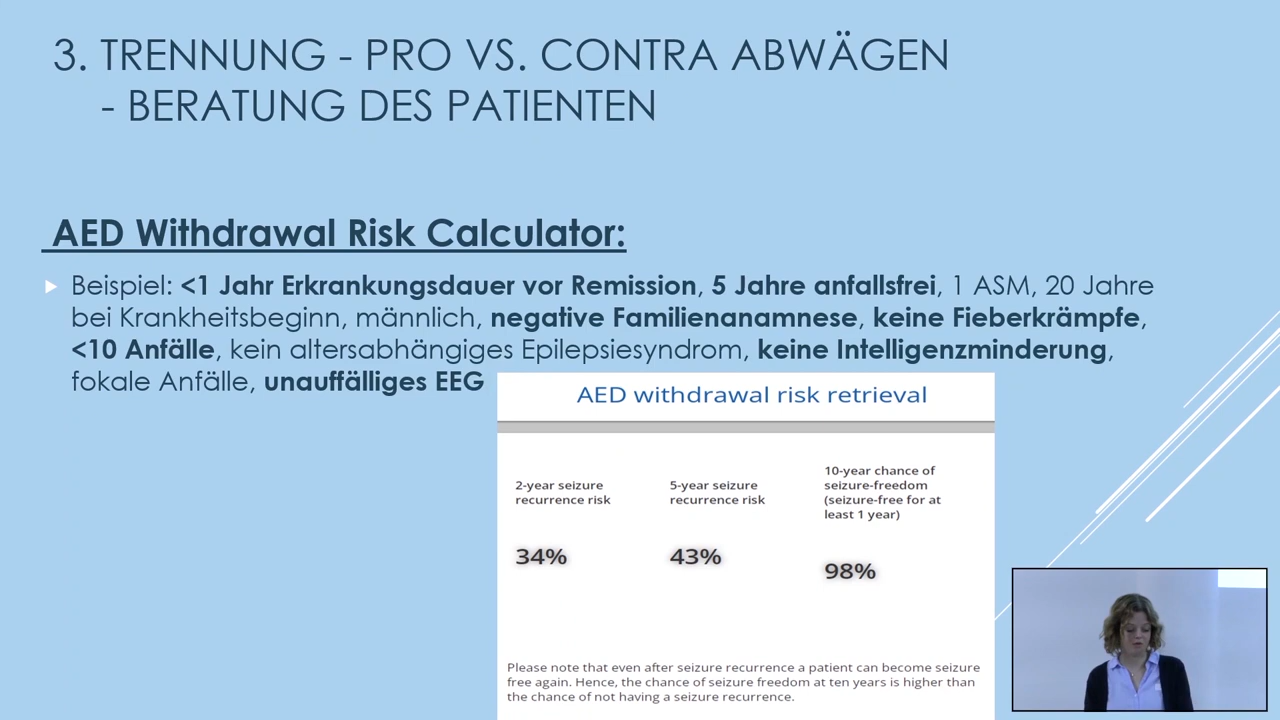 3. TRENNUNG - PRO VS. CONTRA ABWÄGEN
- BERATUNG DES PATIENTEN
AED Withdrawal Risk Calculator:
Beispiel: <1 Jahr Erkrankungsdauer vor Remission, 5 Jahre anfallsfrei, 1 ASM, 20 Jahre
bei Krankheitsbeginn, männlich, negative Familienanamnese, keine Fieberkrämpfe,
<10 Anfälle, kein altersabhängiges Epilepsiesyndrom, keine Intelligenzminderung,
fokale Anfälle, unauffälliges EEG
AED withdrawal risk retrieval
2-year seizure
recurrence risk
34%
5-year seizure
recurrence risk
43%
10-year chance of
seizure-freedom
(seizure-free for at
least 1 year)
98%
Please note that even after seizure recurrence a patient can become seizure
free again. Hence, the chance of seizure freedom at ten years is higher than
the chance of not having a seizure recurrence.